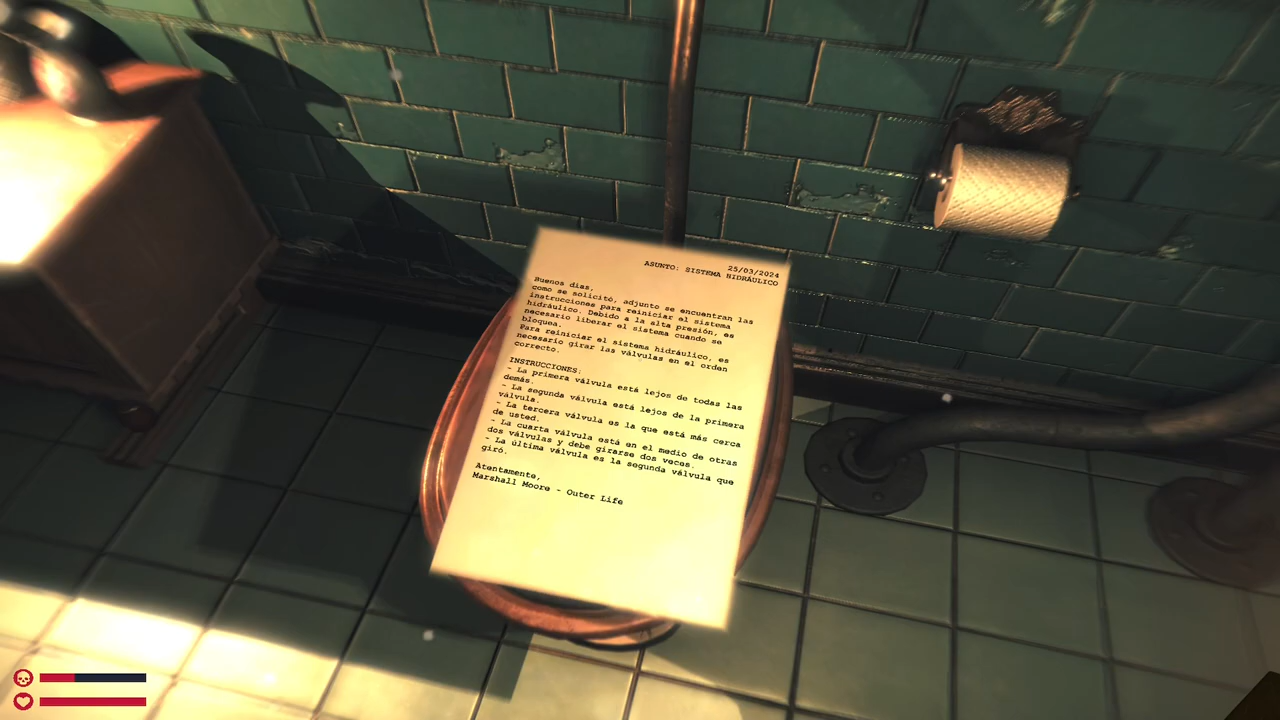 25/03/2024
ASUNTO: SISTEMA HIDRÁULICO
Buenos días,
como se solicitó, adjunto se encuentran las
instrucciones para reiniciar el sistema
hidráulico. Debido a la alta presión, es
necesario liberar el sistema cuando se
bloquea.
Para reiniciar el sistema hidráulico, es
necesario girar las válvulas en el orden
correcto.
INSTRUCCIONES:
- La primera válvula está lejos de todas las
demás.
- La segunda válvula está lejos de la primera
válvula.
- La tercera válvula es la que está más cerca
de usted.
- La cuarta válvula está en el medio de otras
dos válvulas y debe girarse dos veces.
- La última válvula es la segunda válvula que
giró.
Atentamente,
Marshall Moore - Outer Life